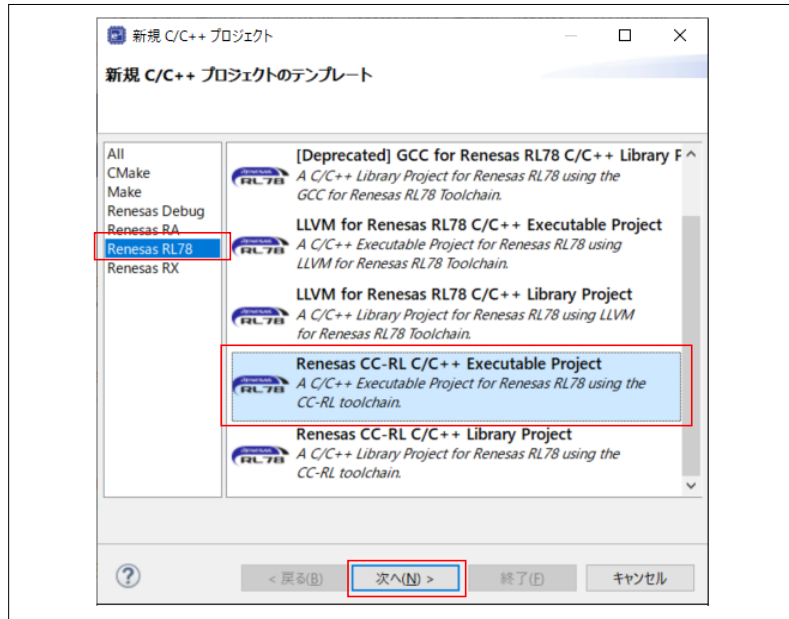 新規 C/C++ プロジェクト
新規 C/C++ プロジェクトのテンプレート
All
CMake
Make
Renesas Debug
Renesas RA
Renesas RL78
Renesas RX
[Deprecated] GCC for Renesas RL78 C/C++ Library P
A C/C++ Library Project for Renesas RL78 using the
GCC for Renesas RL78 Toolchain.
LLVM for Renesas RL78 C/C++ Executable Project
A C/C++ Executable Project for Renesas RL78 using
LLVM for Renesas RL78 Toolchain.
LLVM for Renesas RL78 C/C++ Library Project
A C/C++ Library Project for Renesas RL78 using LLVM
for Renesas RL78 Toolchain.
Renesas CC-RL C/C++ Executable Project
A C/C++ Executable Project for Renesas RL78 using the
CC-RL toolchain.
Renesas CC-RL C/C++ Library Project
A C/C++ Library Project for Renesas RL78 using the
CC-RL toolchain.
RL78
RL78
RL78
RL78
RL78
?
< 戻る(B)
次へ(N) >
終了(F)
キャンセル